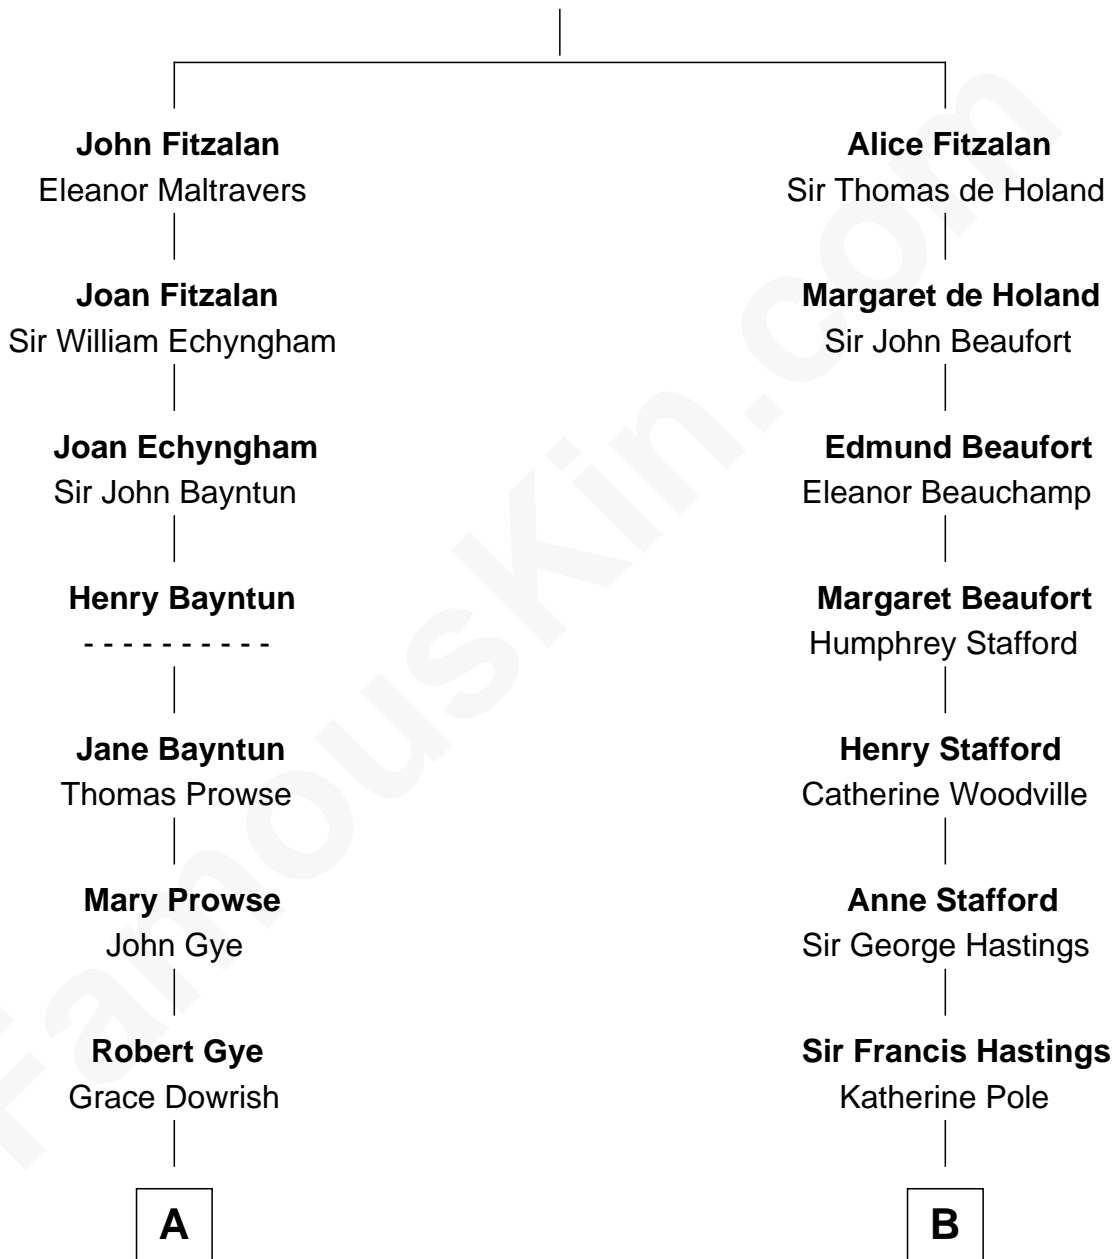 John Fitzalan
Eleanor Maltravers
Joan Fitzalan
Sir William Echyngham
Joan Echyngham
Sir John Bayntun
Henry Bayntun
- - - - - - - - - -
Jane Bayntun
Thomas Prowse
Mary Prowse
John Gye
Robert Gye
Grace Dowrish
A
Alice Fitzalan
Sir Thomas de Holand
Margaret de Holand
Sir John Beaufort
Edmund Beaufort
Eleanor Beauchamp
Margaret Beaufort
Humphrey Stafford
Henry Stafford
Catherine Woodville
Anne Stafford
Sir George Hastings
Sir Francis Hastings
Katherine Pole
B
FamousKin.com